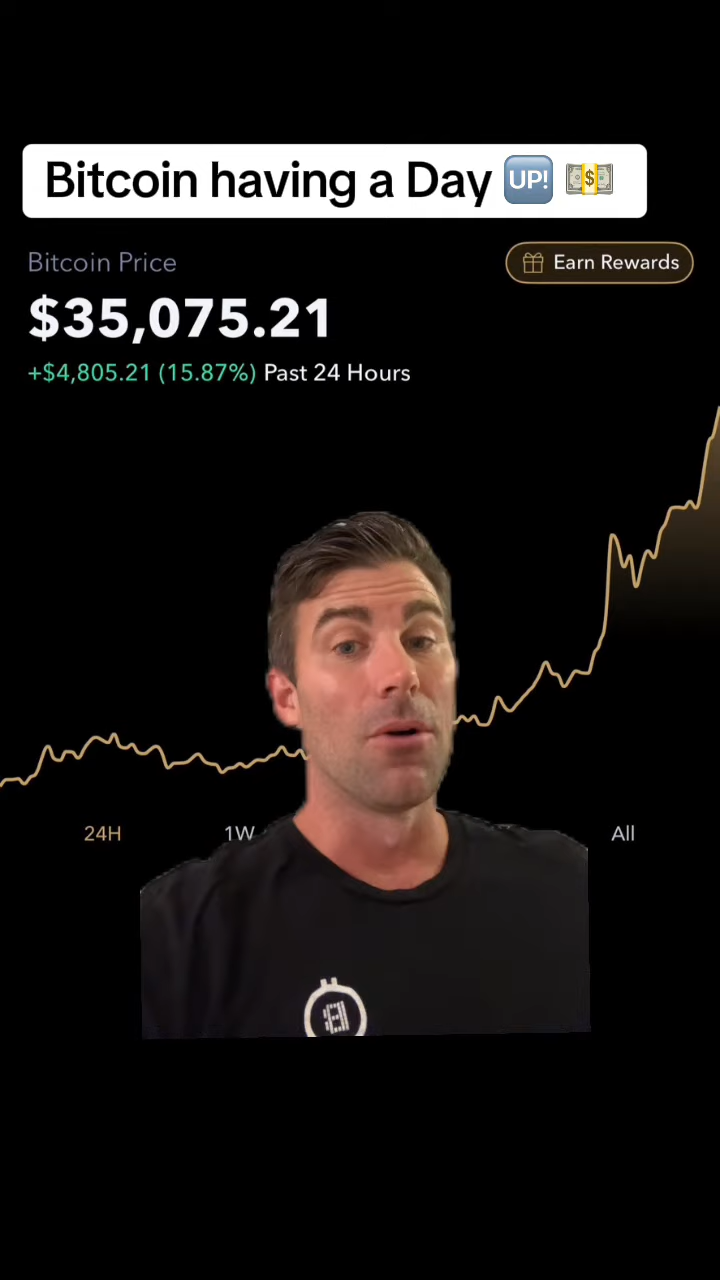 Bitcoin having a Day 🆙 💵
Bitcoin Price
Earn Rewards
$35,075.21
+$4,805.21 (15.87%) Past 24 Hours
24H 1W All